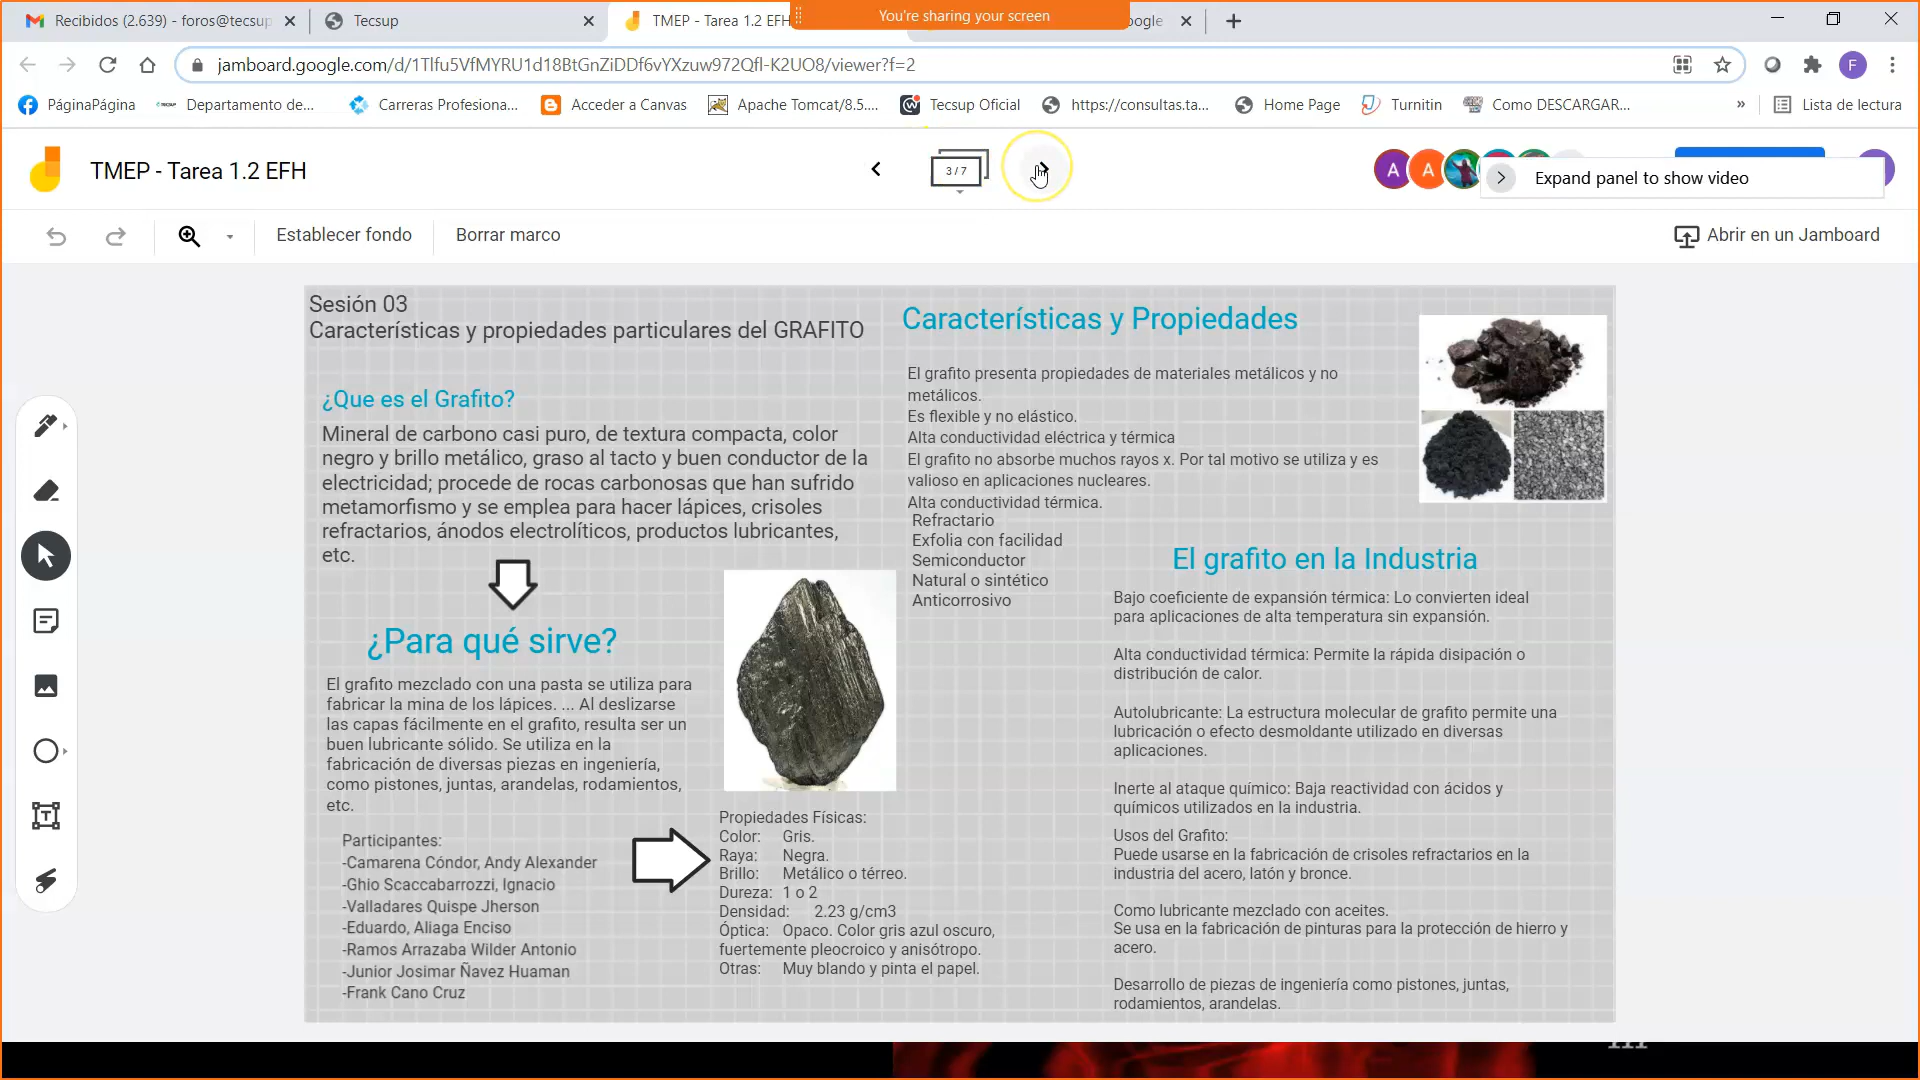 You're sharing your screen
Recibidos (2.639) - foros@tecsup
Tecsup
TMEP - Tarea 1.2 EFH
ogle
jamboard.google.com/d/1Tlfu5VfMYRU1d18BtGnZiDDf6vYXzuw972Qfl-K2UO8/viewer?f=2
F
PáginaPágina
Departamento de...
Carreras Profesiona...
Acceder a Canvas
Apache Tomcat/8.5....
Tecsup Oficial
https://consultas.ta...
Home Page
Turnitin
Como DESCARGAR...
»
Lista de lectura
TMEP - Tarea 1.2 EFH
3 / 7
A
A
Expand panel to show video
Establecer fondo
Borrar marco
Abrir en un Jamboard
Sesión 03
Características y propiedades particulares del GRAFITO
¿Que es el Grafito?
Mineral de carbono casi puro, de textura compacta, color
negro y brillo metálico, graso al tacto y buen conductor de la
electricidad; procede de rocas carbonosas que han sufrido
metamorfismo y se emplea para hacer lápices, crisoles
refractarios, ánodos electrolíticos, productos lubricantes,
etc.
¿Para qué sirve?
El grafito mezclado con una pasta se utiliza para
fabricar la mina de los lápices. ... Al deslizarse
las capas fácilmente en el grafito, resulta ser un
buen lubricante sólido. Se utiliza en la
fabricación de diversas piezas en ingeniería,
como pistones, juntas, arandelas, rodamientos,
etc.
Participantes:
-Camarena Cóndor, Andy Alexander
-Ghio Scaccabarrozzi, Ignacio
-Valladares Quispe Jherson
-Eduardo, Aliaga Enciso
-Ramos Arrazaba Wilder Antonio
-Junior Josimar Ñavez Huaman
-Frank Cano Cruz
Propiedades Físicas:
Color: Gris.
Raya: Negra.
Brillo: Metálico o térreo.
Dureza: 1 o 2
Densidad: 2.23 g/cm3
Óptica: Opaco. Color gris azul oscuro,
fuertemente pleocroico y anisótropo.
Otras: Muy blando y pinta el papel.
Características y Propiedades
El grafito presenta propiedades de materiales metálicos y no
metálicos.
Es flexible y no elástico.
Alta conductividad eléctrica y térmica
El grafito no absorbe muchos rayos x. Por tal motivo se utiliza y es
valioso en aplicaciones nucleares.
Alta conductividad térmica.
Refractario
Exfolia con facilidad
Semiconductor
Natural o sintético
Anticorrosivo
El grafito en la Industria
Bajo coeficiente de expansión térmica: Lo convierten ideal
para aplicaciones de alta temperatura sin expansión.
Alta conductividad térmica: Permite la rápida disipación o
distribución de calor.
Autolubricante: La estructura molecular de grafito permite una
lubricación o efecto desmoldante utilizado en diversas
aplicaciones.
Inerte al ataque químico: Baja reactividad con ácidos y
químicos utilizados en la industria.
Usos del Grafito:
Puede usarse en la fabricación de crisoles refractarios en la
industria del acero, latón y bronce.
Como lubricante mezclado con aceites.
Se usa en la fabricación de pinturas para la protección de hierro y
acero.
Desarrollo de piezas de ingeniería como pistones, juntas,
rodamientos, arandelas.